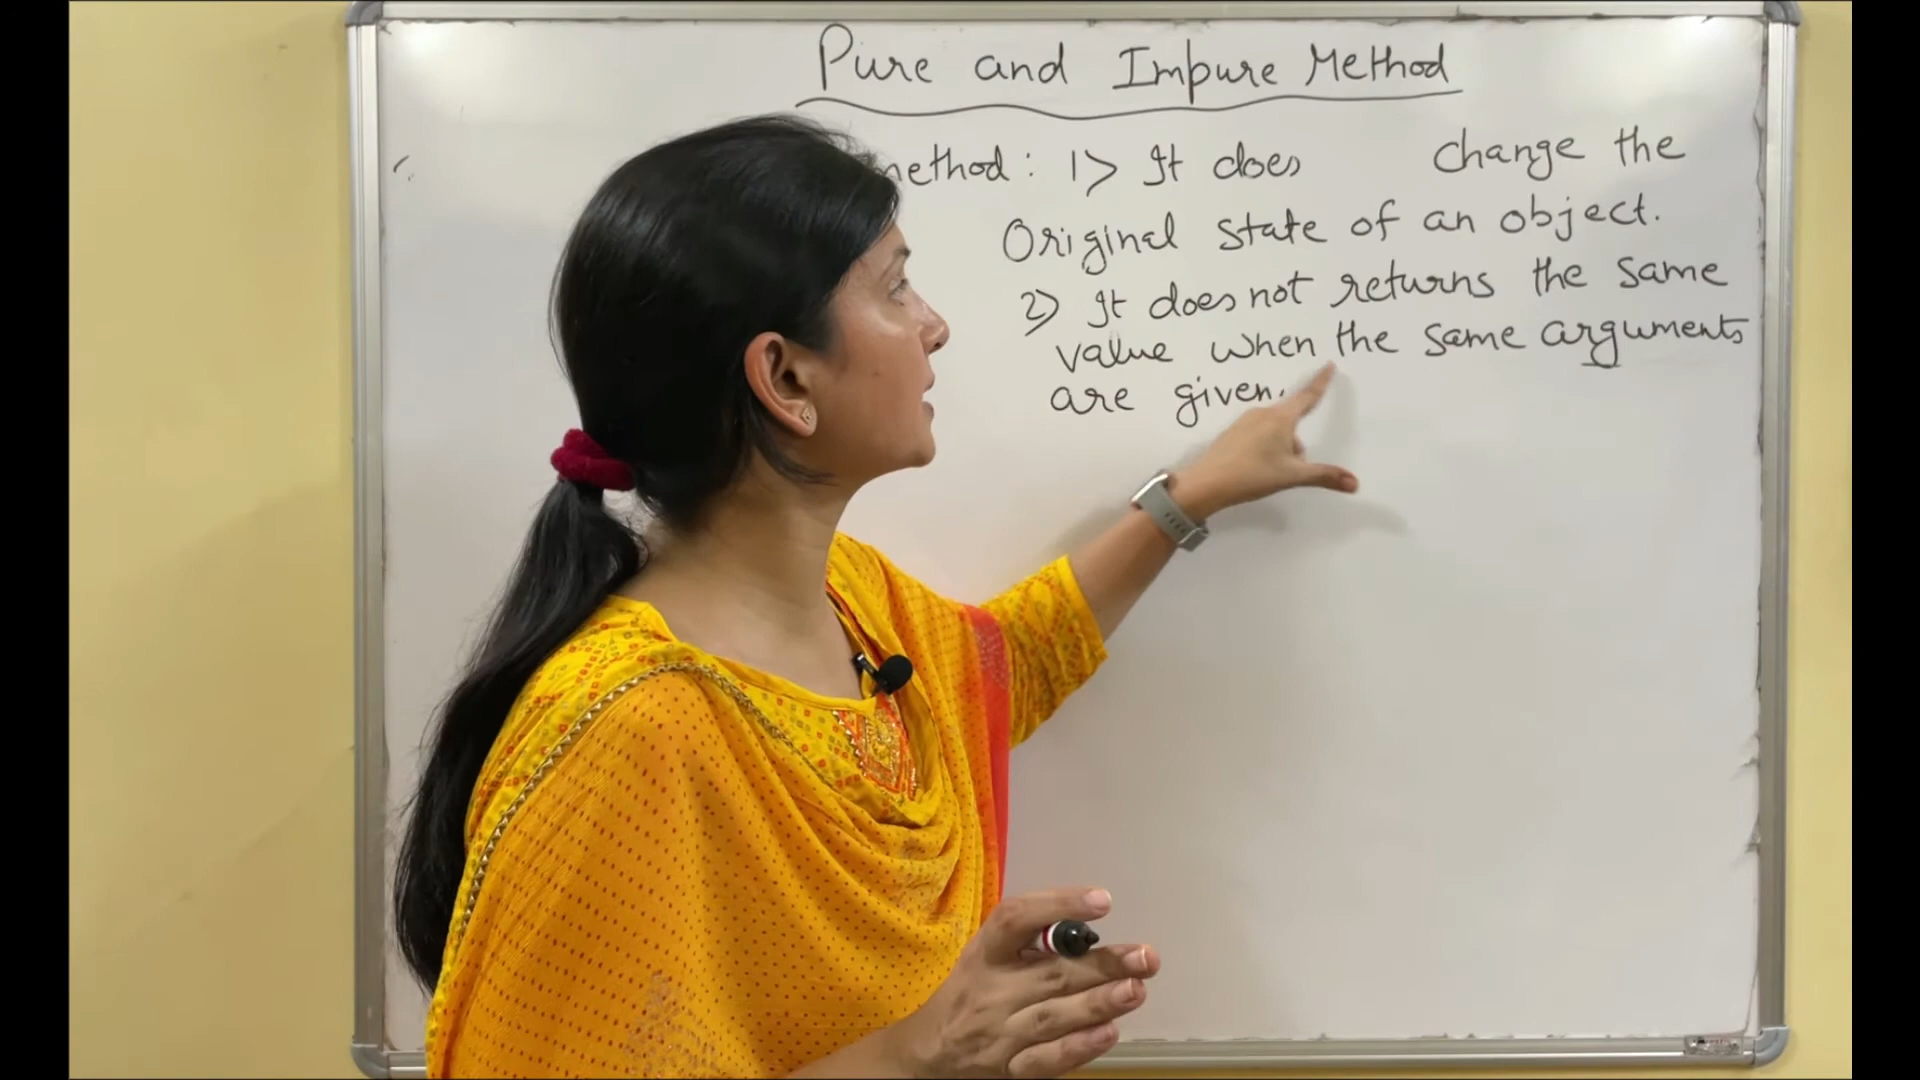 Pure and Impure Method
method : 1> It does change the
Original state of an object.
2) It does not returns the same
value when the same arguments
are given.